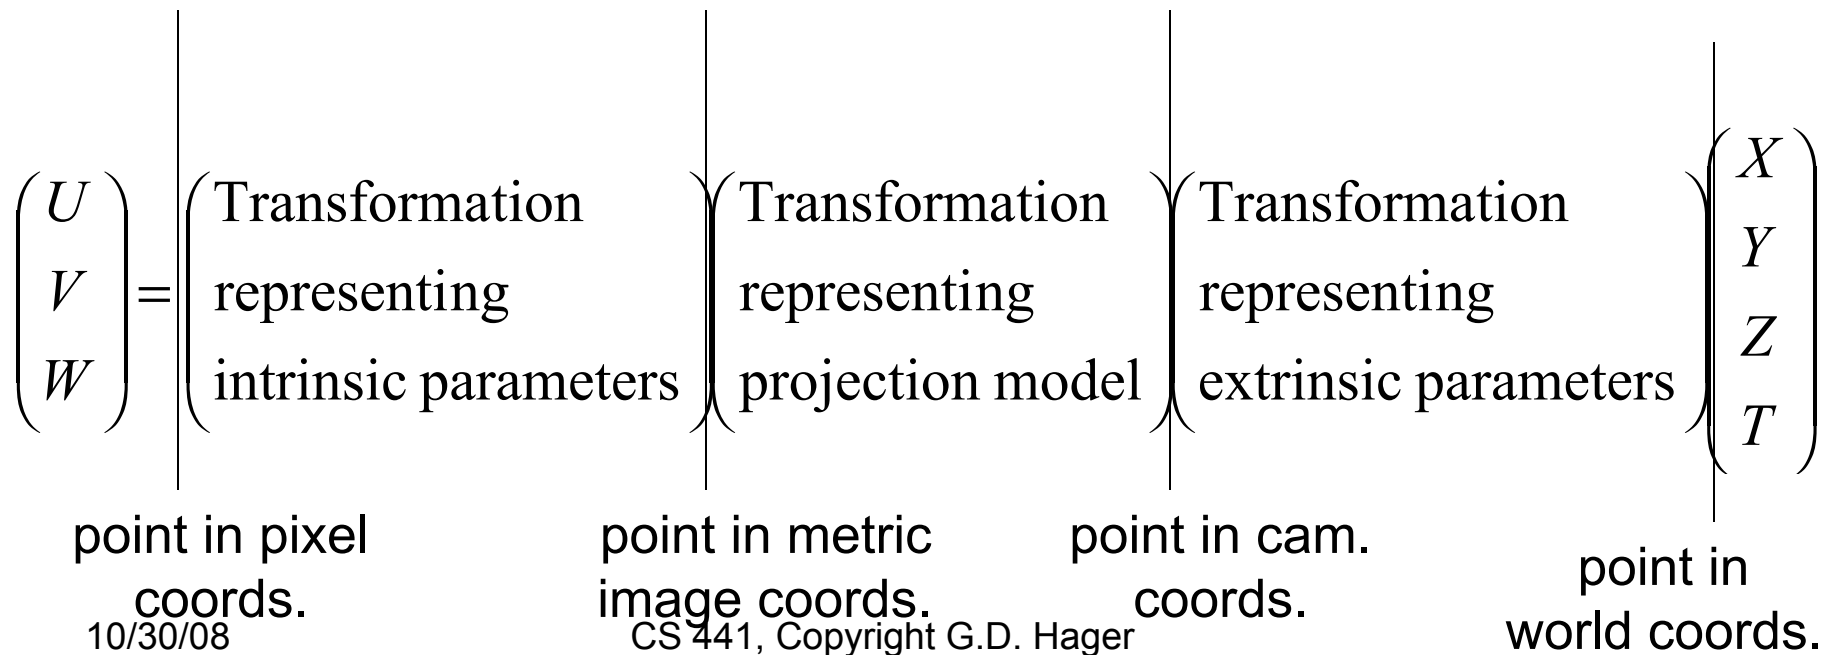 U
V
W
=
Transformation
representing
intrinsic parameters
Transformation
representing
projection model
Transformation
representing
extrinsic parameters
X
Y
Z
T
point in pixel
coords.
point in metric
image coords.
point in cam.
coords.
point in
world coords.
10/30/08
CS 441, Copyright G.D. Hager